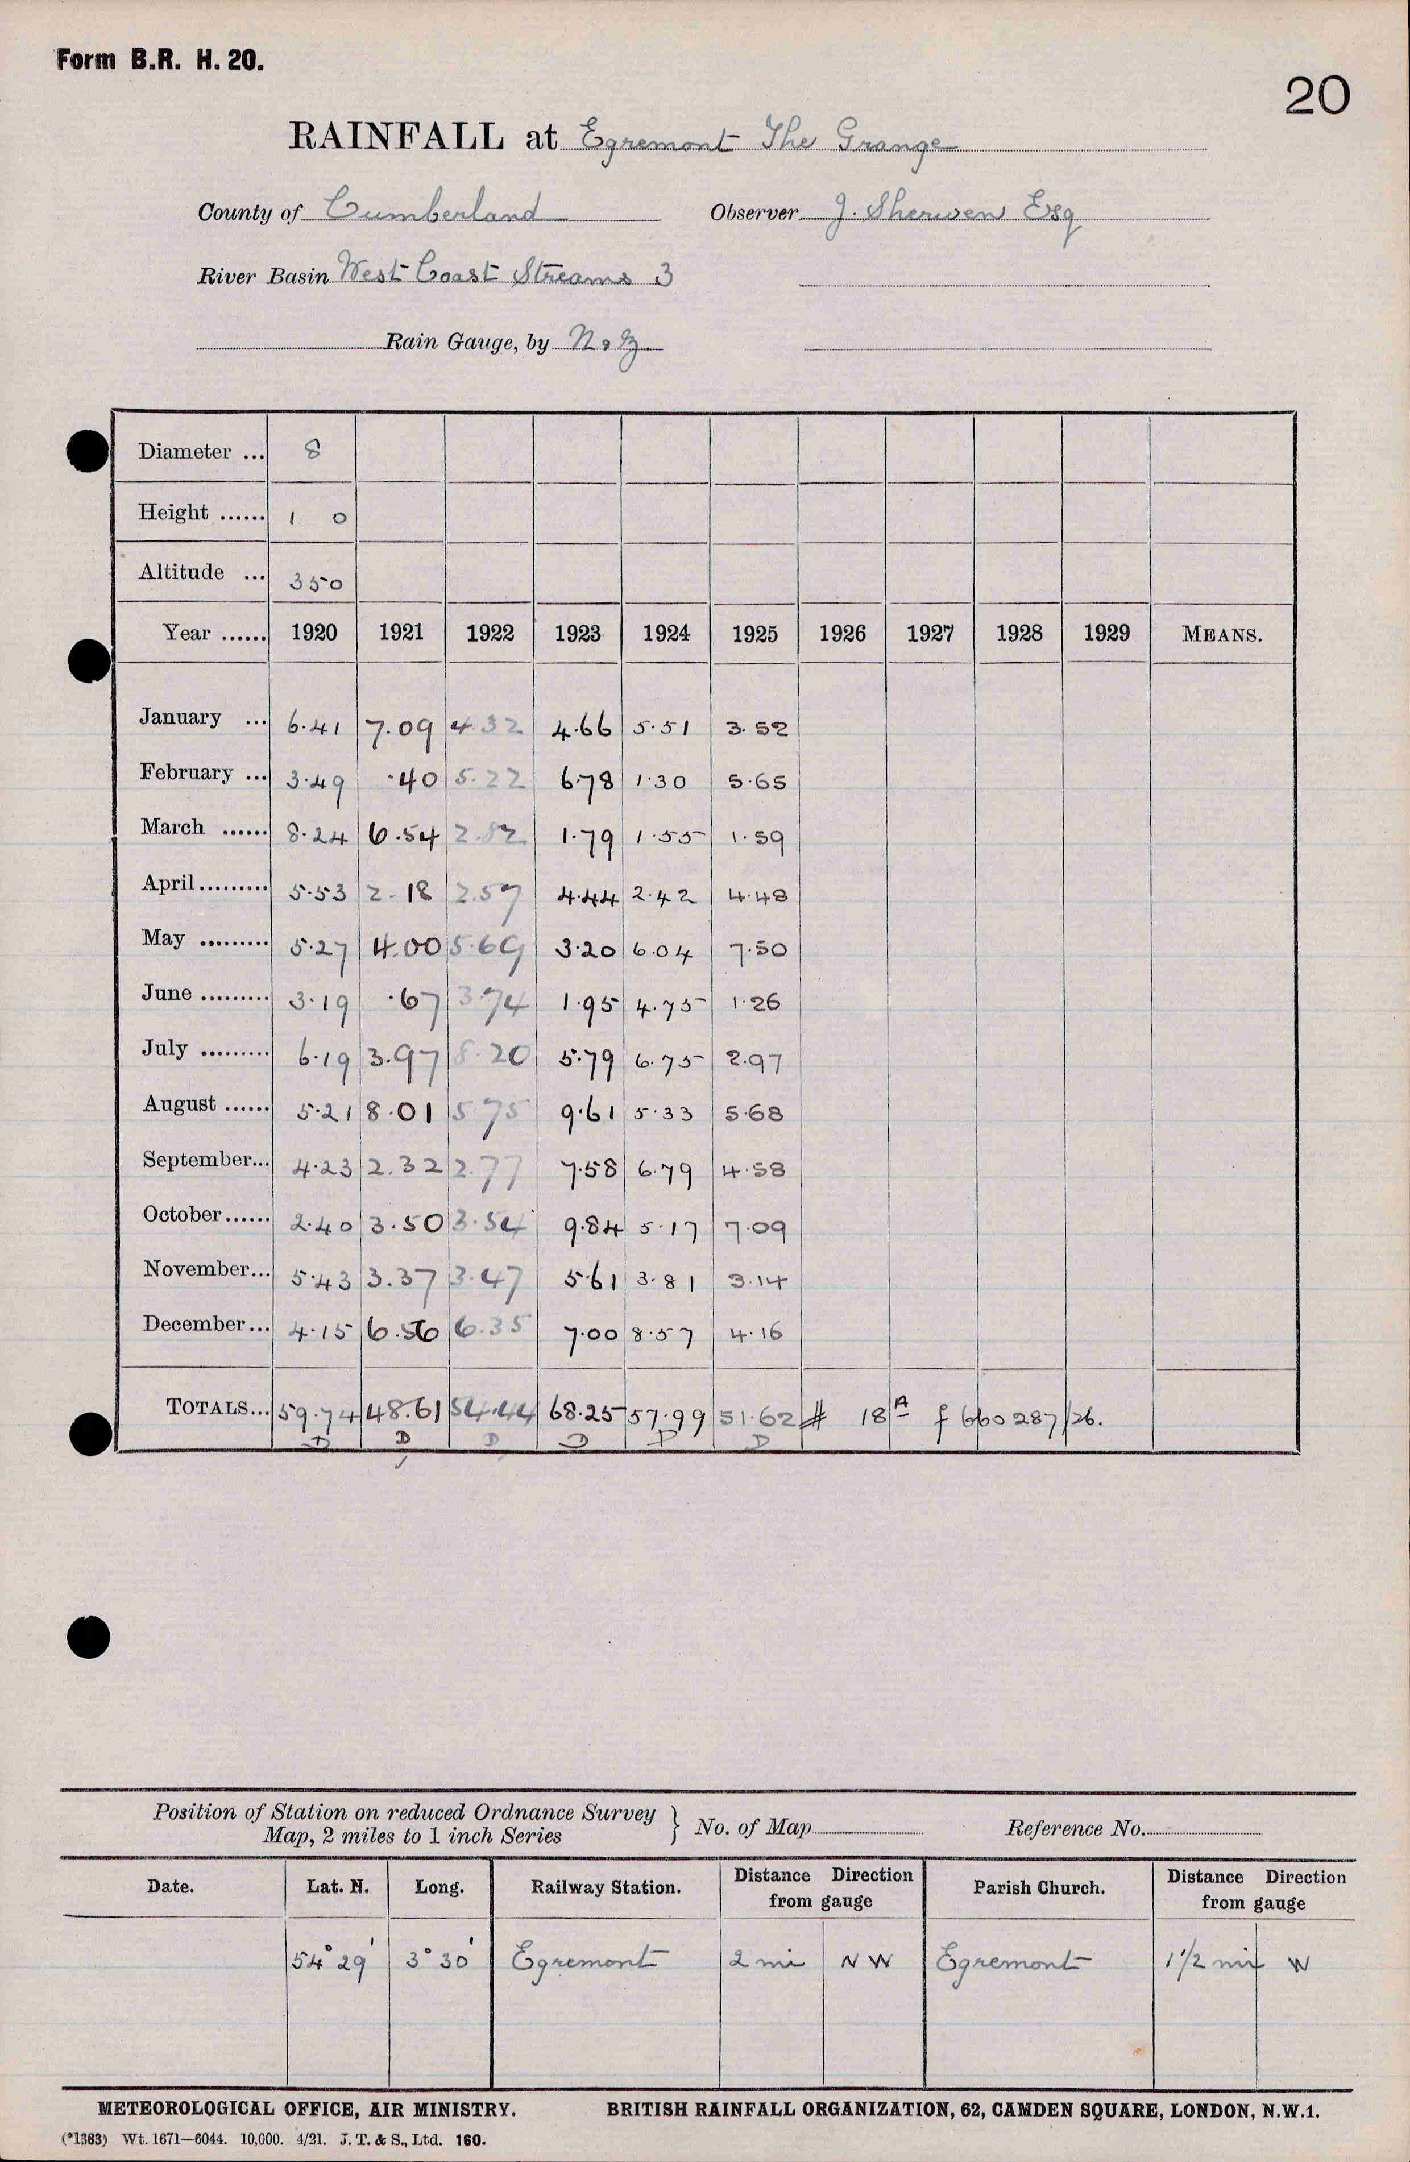 Form B.R. H. 20.
20
RAINFALL at Egremont The Grange
County of Cumberland Observer J. Sherwen Esq
River Basin West Coast Streams 3
Rain Gauge, by N & Z
Diameter ... 8
Height ...... 1 0
Altitude ... 350
Year ...... 1920 1921 1922 1923 1924 1925 1926 1927 1928 1929 MEANS.
January ... 6.41 7.09 4.32 4.66 5.51 3.52
February ... 3.49 .40 5.22 6.78 1.30 5.65
March ...... 8.24 6.54 2.82 1.79 1.55 1.59
April......... 5.53 2.18 2.57 4.44 2.42 4.48
May ......... 5.27 4.00 5.69 3.20 6.04 7.50
June ......... 3.19 .67 3.74 1.95 4.75 1.26
July ......... 6.19 3.97 8.20 5.79 6.75 2.97
August ...... 5.21 8.01 5.75 9.61 5.33 5.68
September... 4.23 2.32 2.77 7.58 6.79 4.58
October...... 2.40 3.50 3.54 9.84 5.17 7.09
November... 5.43 3.37 3.47 5.61 3.81 3.14
December... 4.15 6.56 6.35 7.00 8.57 4.16
TOTALS... 59.74 48.61 54.44 68.25 57.99 51.62 # 18 A f 660287/26.
D D D D D D
Position of Station on reduced Ordnance Survey
Map, 2 miles to 1 inch Series } No. of Map Reference No.
Date. Lat. N. Long. Railway Station. Distance Direction from gauge Parish Church. Distance Direction from gauge
54° 29' 3° 30' Egremont 2 mi NW Egremont 1 1/2 mi W
METEOROLOGICAL OFFICE, AIR MINISTRY. BRITISH RAINFALL ORGANIZATION, 62, CAMDEN SQUARE, LONDON, N.W.1.
(*1383) Wt. 1671—6044. 10,000. 4/21. J. T. & S., Ltd. 160.